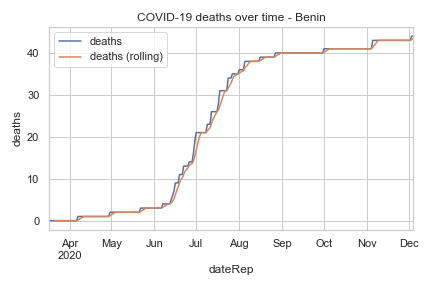 COVID-19 deaths over time - Benin
deaths
deaths (rolling)
40
30
20
10
0
deaths
Apr May Jun Jul Aug Sep Oct Nov Dec
2020
dateRep